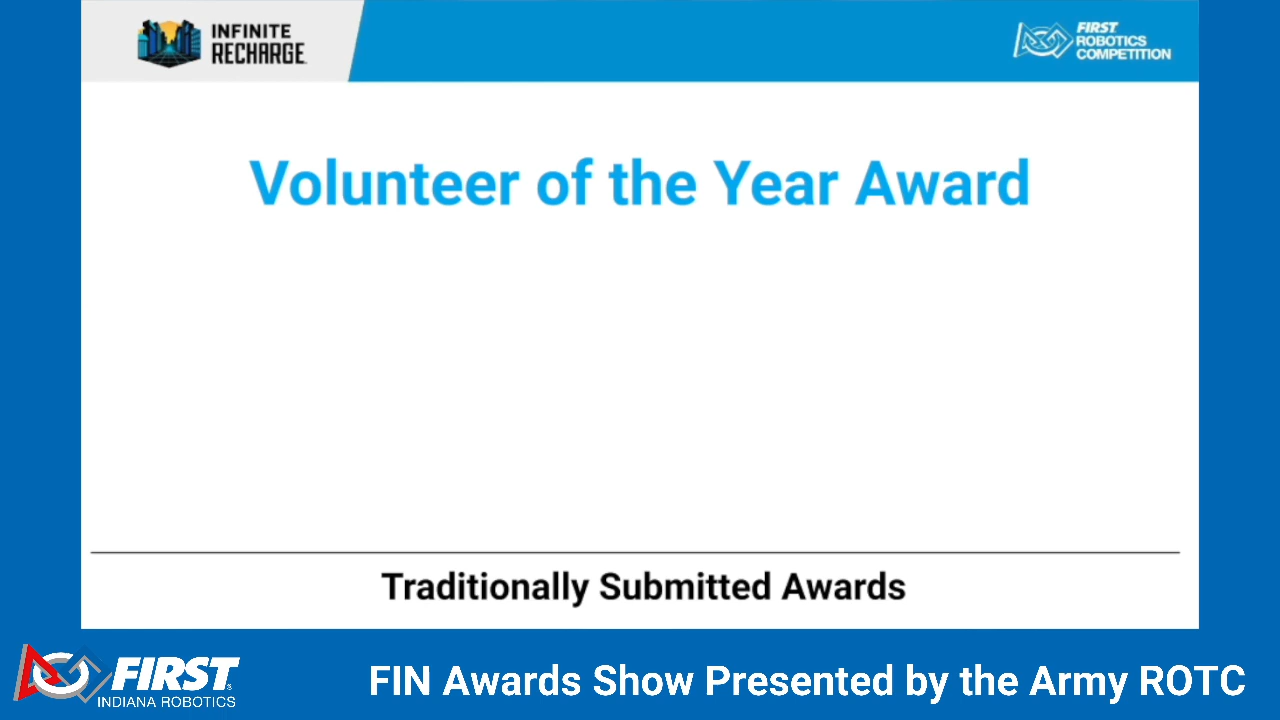 INFINITE
RECHARGE
FIRST
ROBOTICS
COMPETITION
Volunteer of the Year Award
Traditionally Submitted Awards
FIRST
INDIANA ROBOTICS
FIN Awards Show Presented by the Army ROTC